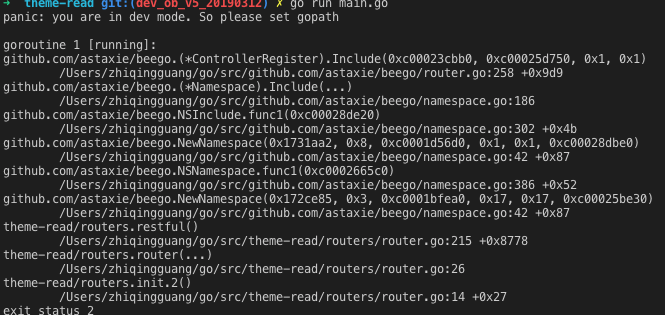 ➜  theme-read git:(dev_ob_v5_20190312) ✗ go run main.go
panic: you are in dev mode. So please set gopath

goroutine 1 [running]:
github.com/astaxie/beego.(*ControllerRegister).Include(0xc00023cbb0, 0xc00025d750, 0x1, 0x1)
        /Users/zhiqingguang/go/src/github.com/astaxie/beego/router.go:258 +0x9d9
github.com/astaxie/beego.(*Namespace).Include(...)
        /Users/zhiqingguang/go/src/github.com/astaxie/beego/namespace.go:186
github.com/astaxie/beego.NSInclude.func1(0xc00028de20)
        /Users/zhiqingguang/go/src/github.com/astaxie/beego/namespace.go:302 +0x4b
github.com/astaxie/beego.NewNamespace(0x1731aa2, 0x8, 0xc0001d56d0, 0x1, 0x1, 0xc00028dbe0)
        /Users/zhiqingguang/go/src/github.com/astaxie/beego/namespace.go:42 +0x87
github.com/astaxie/beego.NSNamespace.func1(0xc0002665c0)
        /Users/zhiqingguang/go/src/github.com/astaxie/beego/namespace.go:386 +0x52
github.com/astaxie/beego.NewNamespace(0x172ce85, 0x3, 0xc0001bfea0, 0x17, 0x17, 0xc00025be30)
        /Users/zhiqingguang/go/src/github.com/astaxie/beego/namespace.go:42 +0x87
theme-read/routers.restful()
        /Users/zhiqingguang/go/src/theme-read/routers/router.go:215 +0x8778
theme-read/routers.router(...)
        /Users/zhiqingguang/go/src/theme-read/routers/router.go:26
theme-read/routers.init.2()
        /Users/zhiqingguang/go/src/theme-read/routers/router.go:14 +0x27
exit status 2